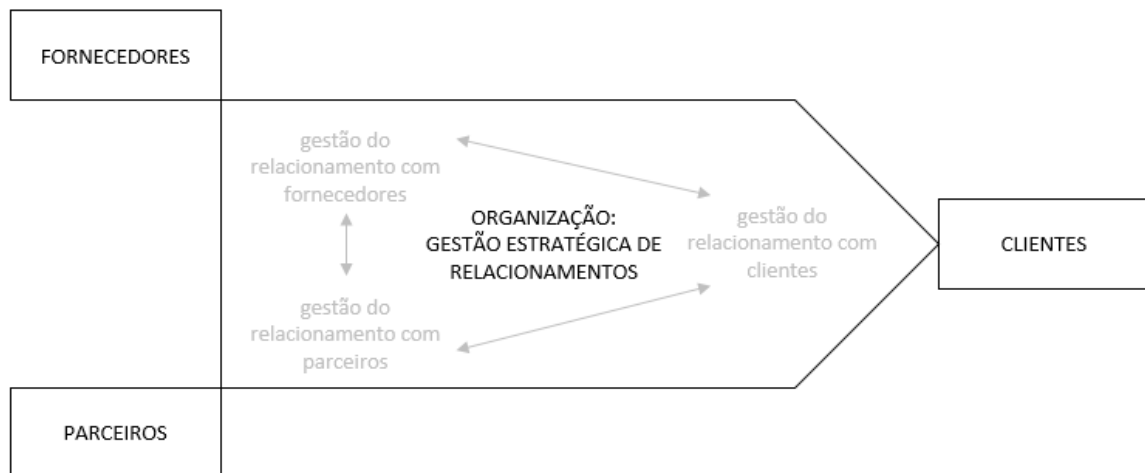 FORNECEDORES
gestão do
relacionamento com
fornecedores
ORGANIZAÇÃO:
GESTÃO ESTRATÉGICA DE
RELACIONAMENTOS
gestão do
relacionamento com
clientes
CLIENTES
gestão do
relacionamento com
parceiros
PARCEIROS